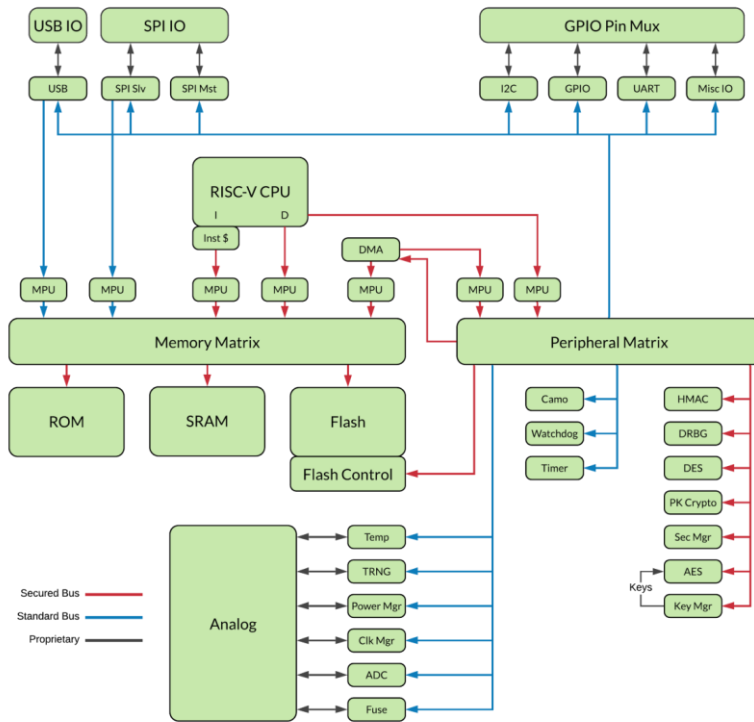 USB IO
SPI IO
GPIO Pin Mux
USB
SPI Slv
SPI Mst
I2C
GPIO
UART
Misc IO
RISC-V CPU
I D
Inst $
DMA
MPU
MPU
MPU
MPU
MPU
MPU
MPU
Memory Matrix
Peripheral Matrix
ROM
SRAM
Flash
Flash Control
Camo
Watchdog
Timer
HMAC
DRBG
DES
PK Crypto
Sec Mgr
AES
Keys
Key Mgr
Analog
Temp
TRNG
Power Mgr
Clk Mgr
ADC
Fuse
Secured Bus
Standard Bus
Proprietary